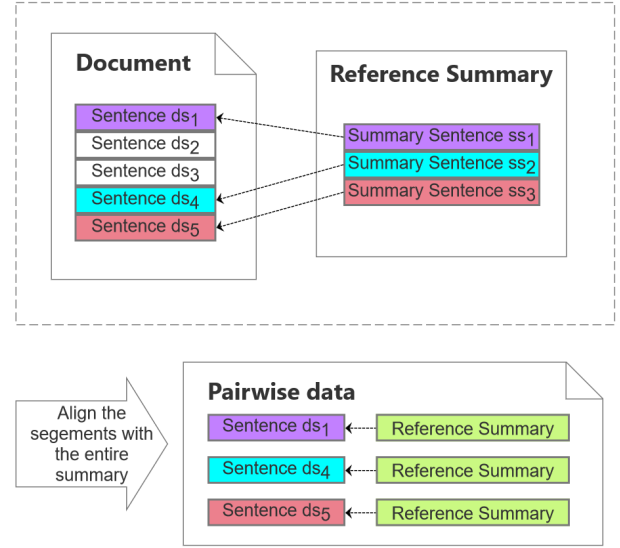 Document
Sentence ds1
Sentence ds2
Sentence ds3
Sentence ds4
Sentence ds5
Reference Summary
Summary Sentence ss1
Summary Sentence ss2
Summary Sentence ss3
Align the
segements with
the entire
summary
Pairwise data
Sentence ds1
Reference Summary
Sentence ds4
Reference Summary
Sentence ds5
Reference Summary